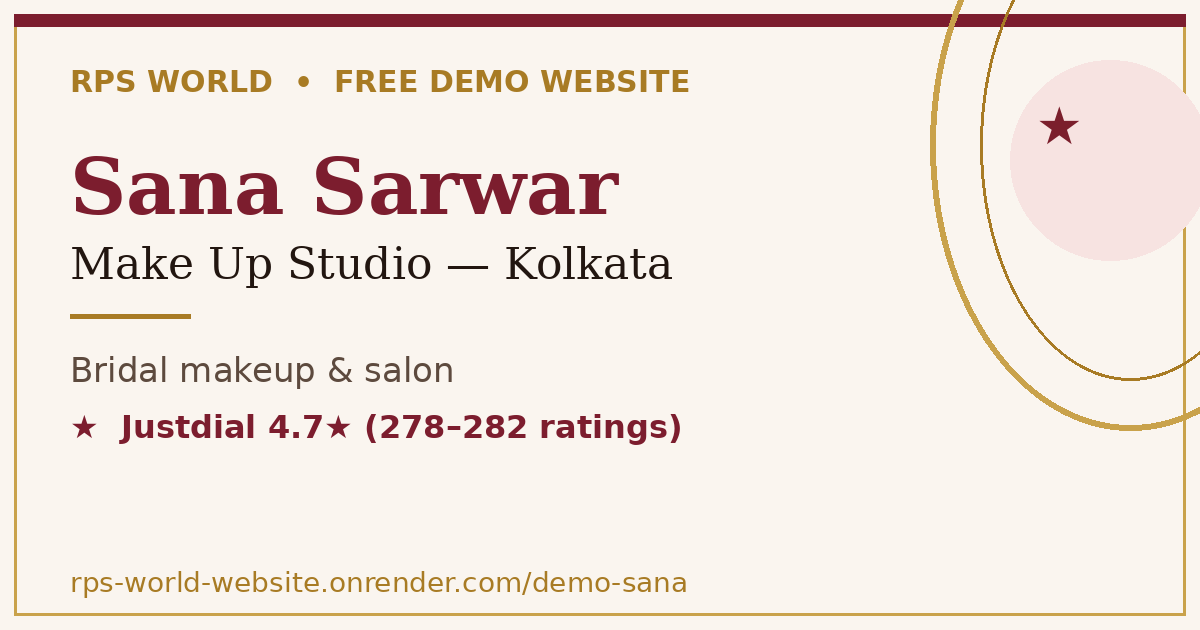 RPS WORLD • FREE DEMO WEBSITE
Sana Sarwar
Make Up Studio — Kolkata
Bridal makeup & salon
★ Justdial 4.7★ (278–282 ratings)
rps-world-website.onrender.com/demo-sana